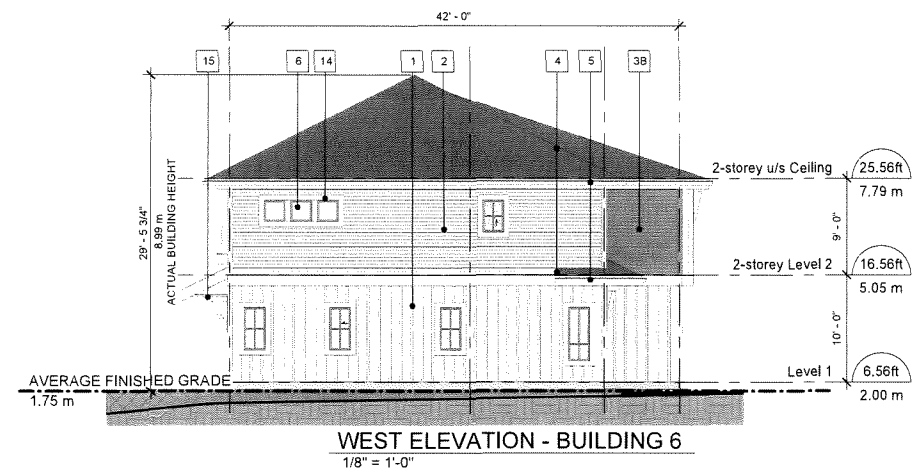 42' - 0"
15
6
14
1
2
4
5
3B
29' - 5 3/4"
8.99 m
ACTUAL BUILDING HEIGHT
2-storey u/s Ceiling
25.56ft
7.79 m
9' - 0"
2-storey Level 2
16.56ft
5.05 m
10' - 0"
Level 1
6.56ft
2.00 m
AVERAGE FINISHED GRADE
1.75 m
WEST ELEVATION - BUILDING 6
1/8" = 1'-0"